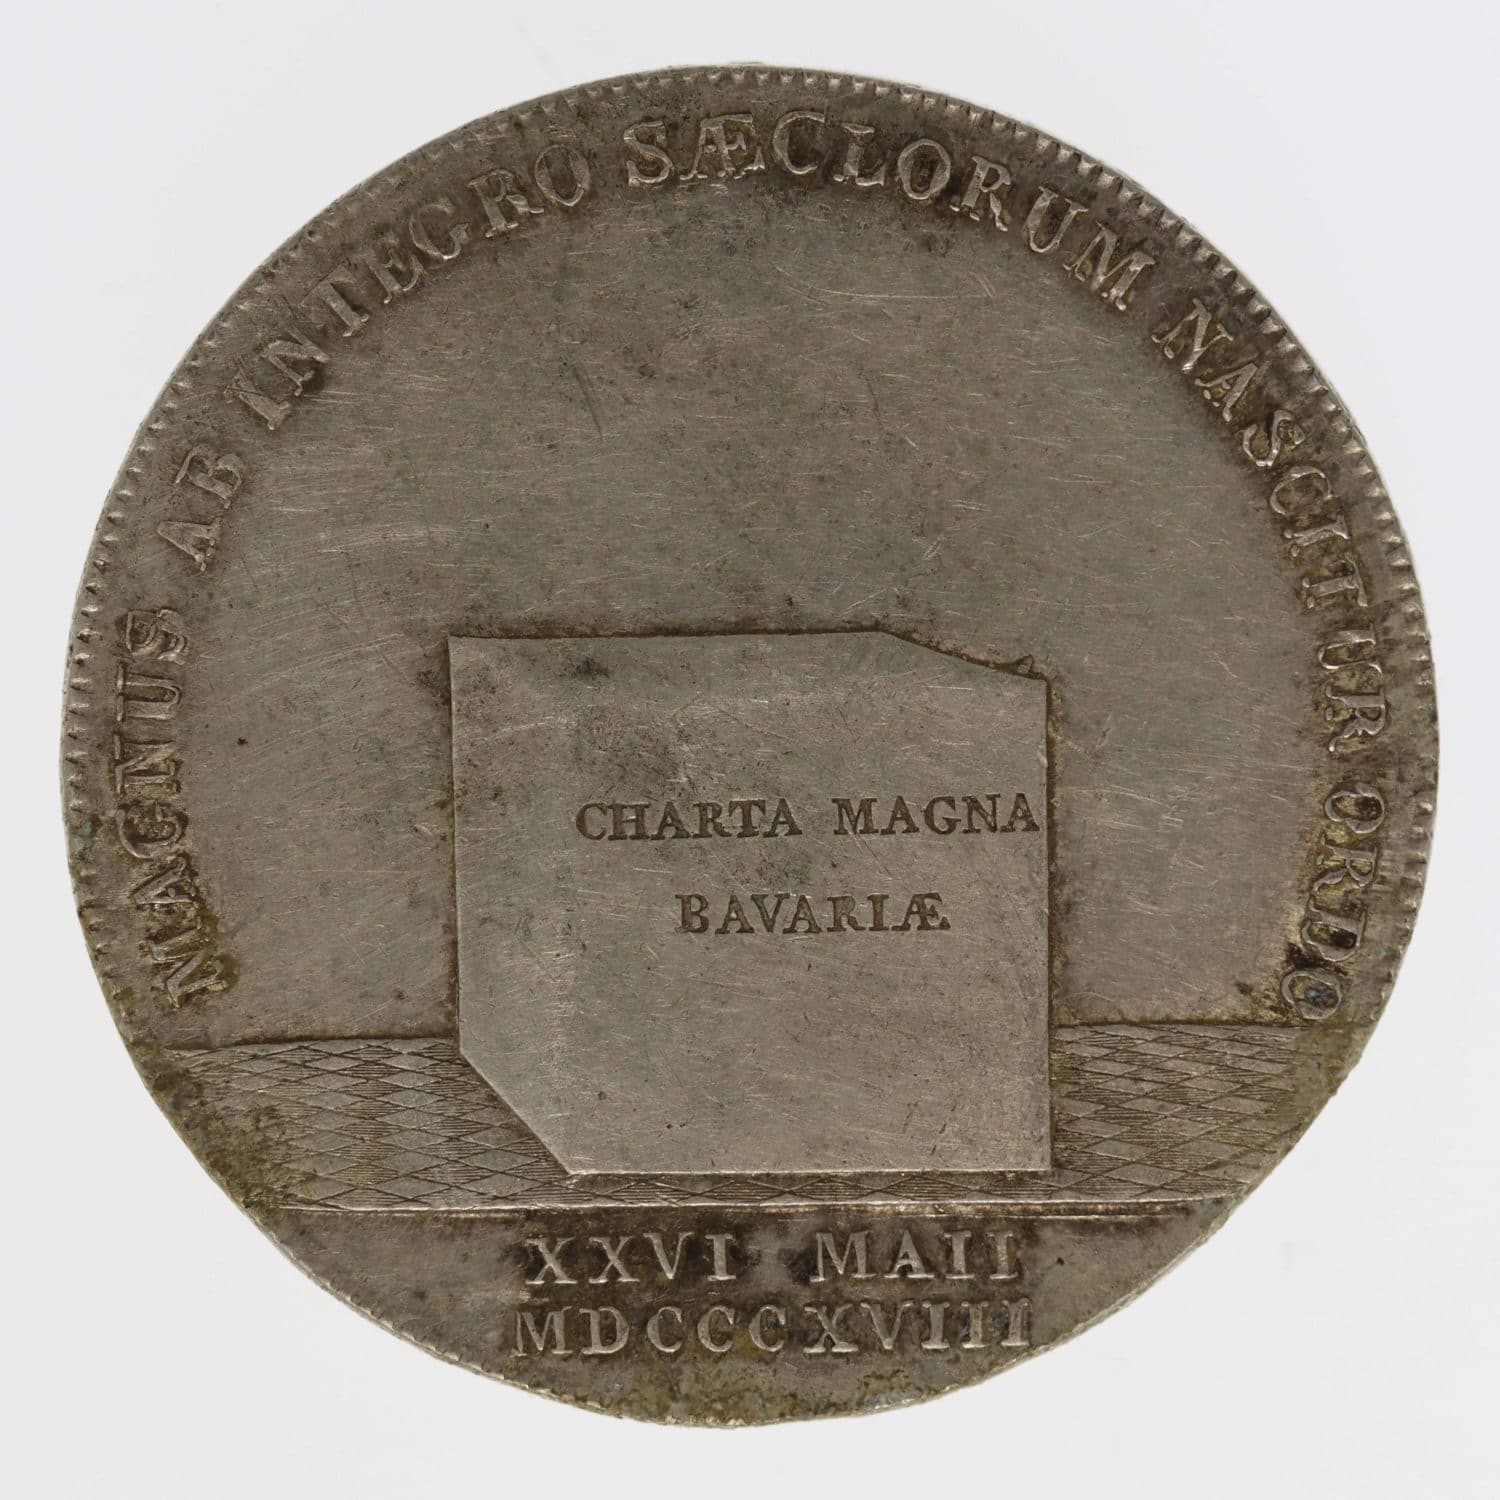 MAGNUS AB INTEGRO SÆCLORUM NASCITUR ORDO
CHARTA MAGNA
BAVARIÆ
XXVI MAII
MDCCCXVIII